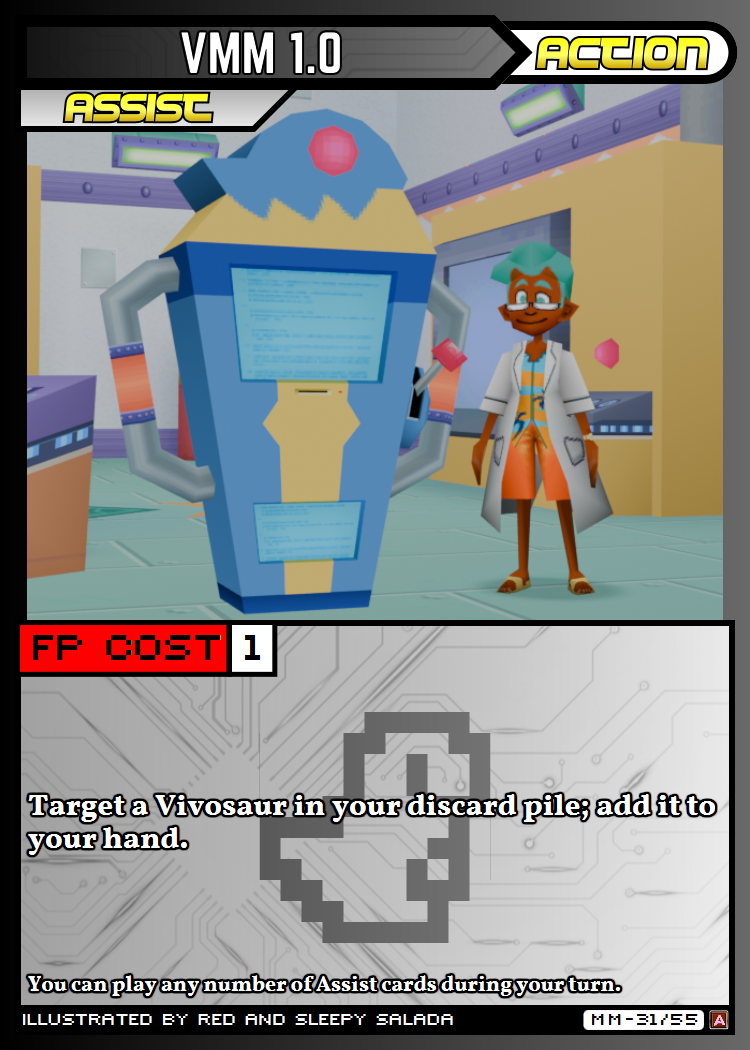 VMM 1.0
ACTION
ASSIST
FP COST 1
Target a Vivosaur in your discard pile; add it to
your hand.
You can play any number of Assist cards during your turn.
ILLUSTRATED BY RED AND SLEEPY SALADA
MM-31/55 A